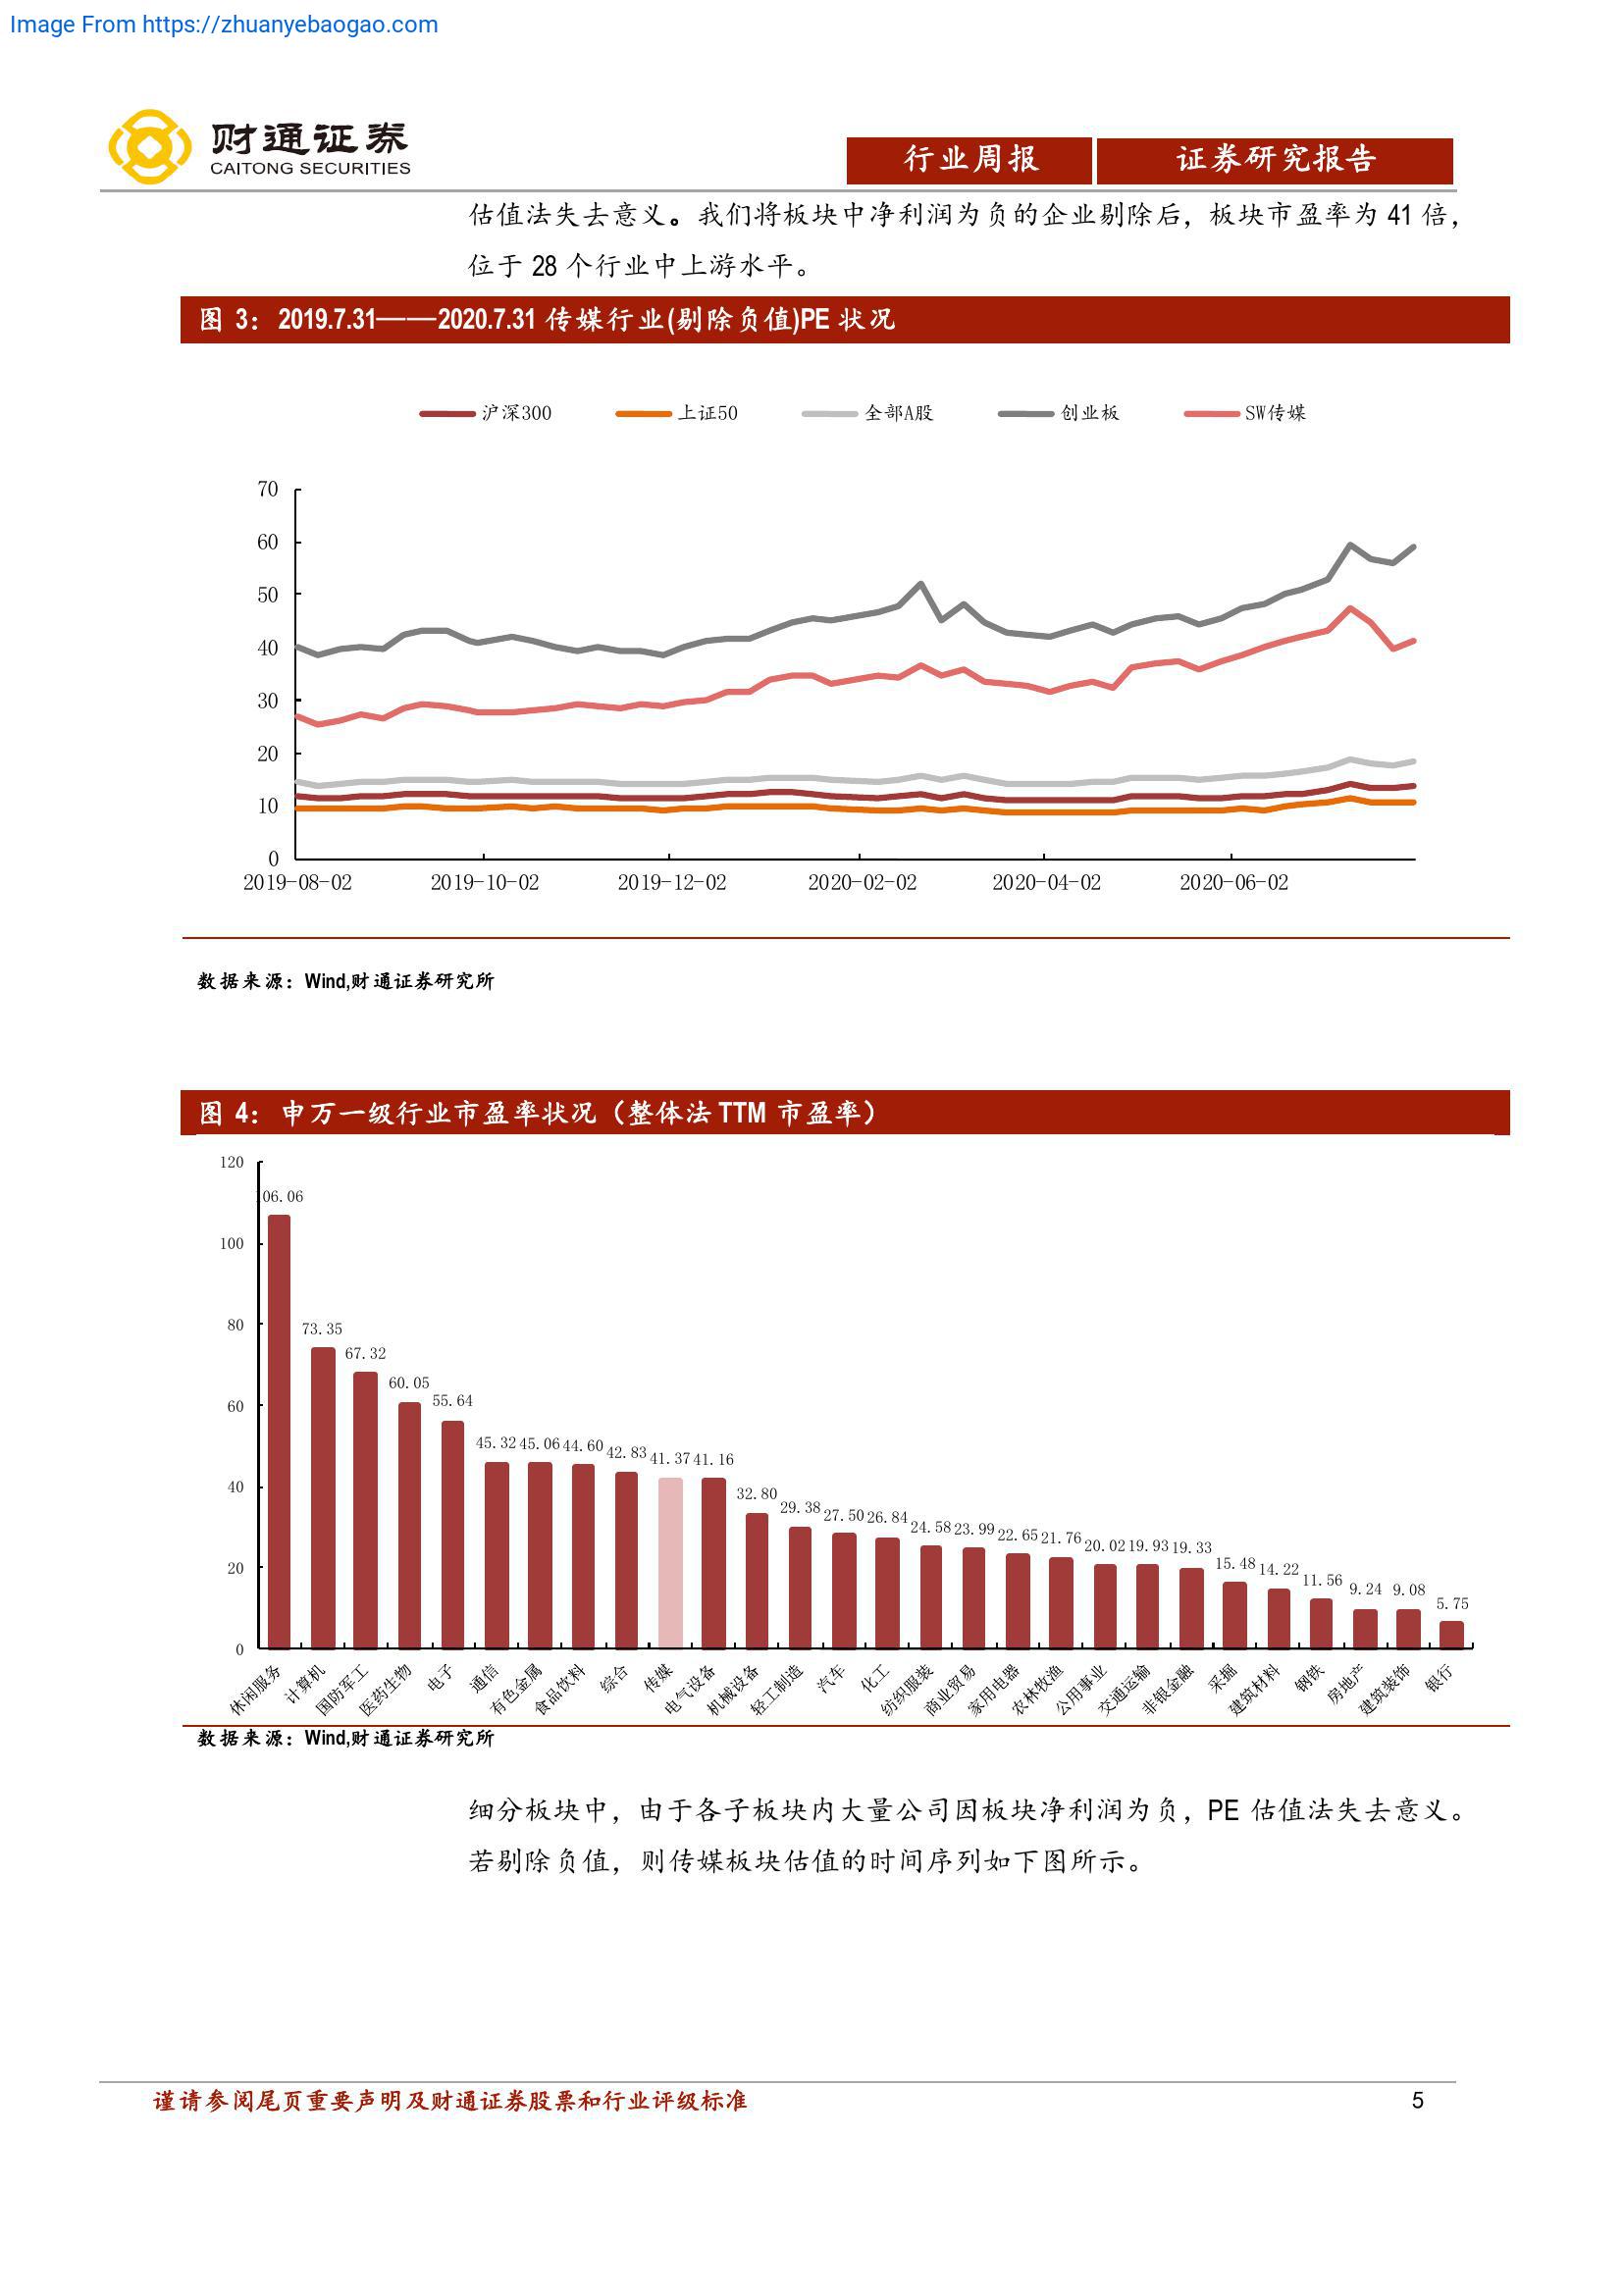 Image From https://zhuanyebaogao.com
财通证券
CAITONG SECURITIES
行业周报
证券研究报告
估值法失去意义。我们将板块中净利润为负的企业剔除后，板块市盈率为 41 倍，
位于 28 个行业中上游水平。
图 3：2019.7.31——2020.7.31 传媒行业(剔除负值)PE 状况
沪深300 上证50 全部A股 创业板 SW传媒
70
60
50
40
30
20
10
0
2019-08-02 2019-10-02 2019-12-02 2020-02-02 2020-04-02 2020-06-02
数据来源：Wind,财通证券研究所
图 4：申万一级行业市盈率状况（整体法 TTM 市盈率）
120
100
80
60
40
20
0
06.06 73.35 67.32 60.05 55.64 45.32 45.06 44.60 42.83 41.37 41.16 32.80 29.38 27.50 26.84 24.58 23.99 22.65 21.76 20.02 19.93 19.33 15.48 14.22 11.56 9.24 9.08 5.75
休闲服务 计算机 国防军工 医药生物 电子 通信 有色金属 食品饮料 综合 传媒 电气设备 机械设备 轻工制造 汽车 化工 纺织服装 商业贸易 家用电器 农林牧渔 公用事业 交通运输 非银金融 采掘 建筑材料 钢铁 房地产 建筑装饰 银行
数据来源：Wind,财通证券研究所
细分板块中，由于各子板块内大量公司因板块净利润为负，PE 估值法失去意义。
若剔除负值，则传媒板块估值的时间序列如下图所示。
谨请参阅尾页重要声明及财通证券股票和行业评级标准
5